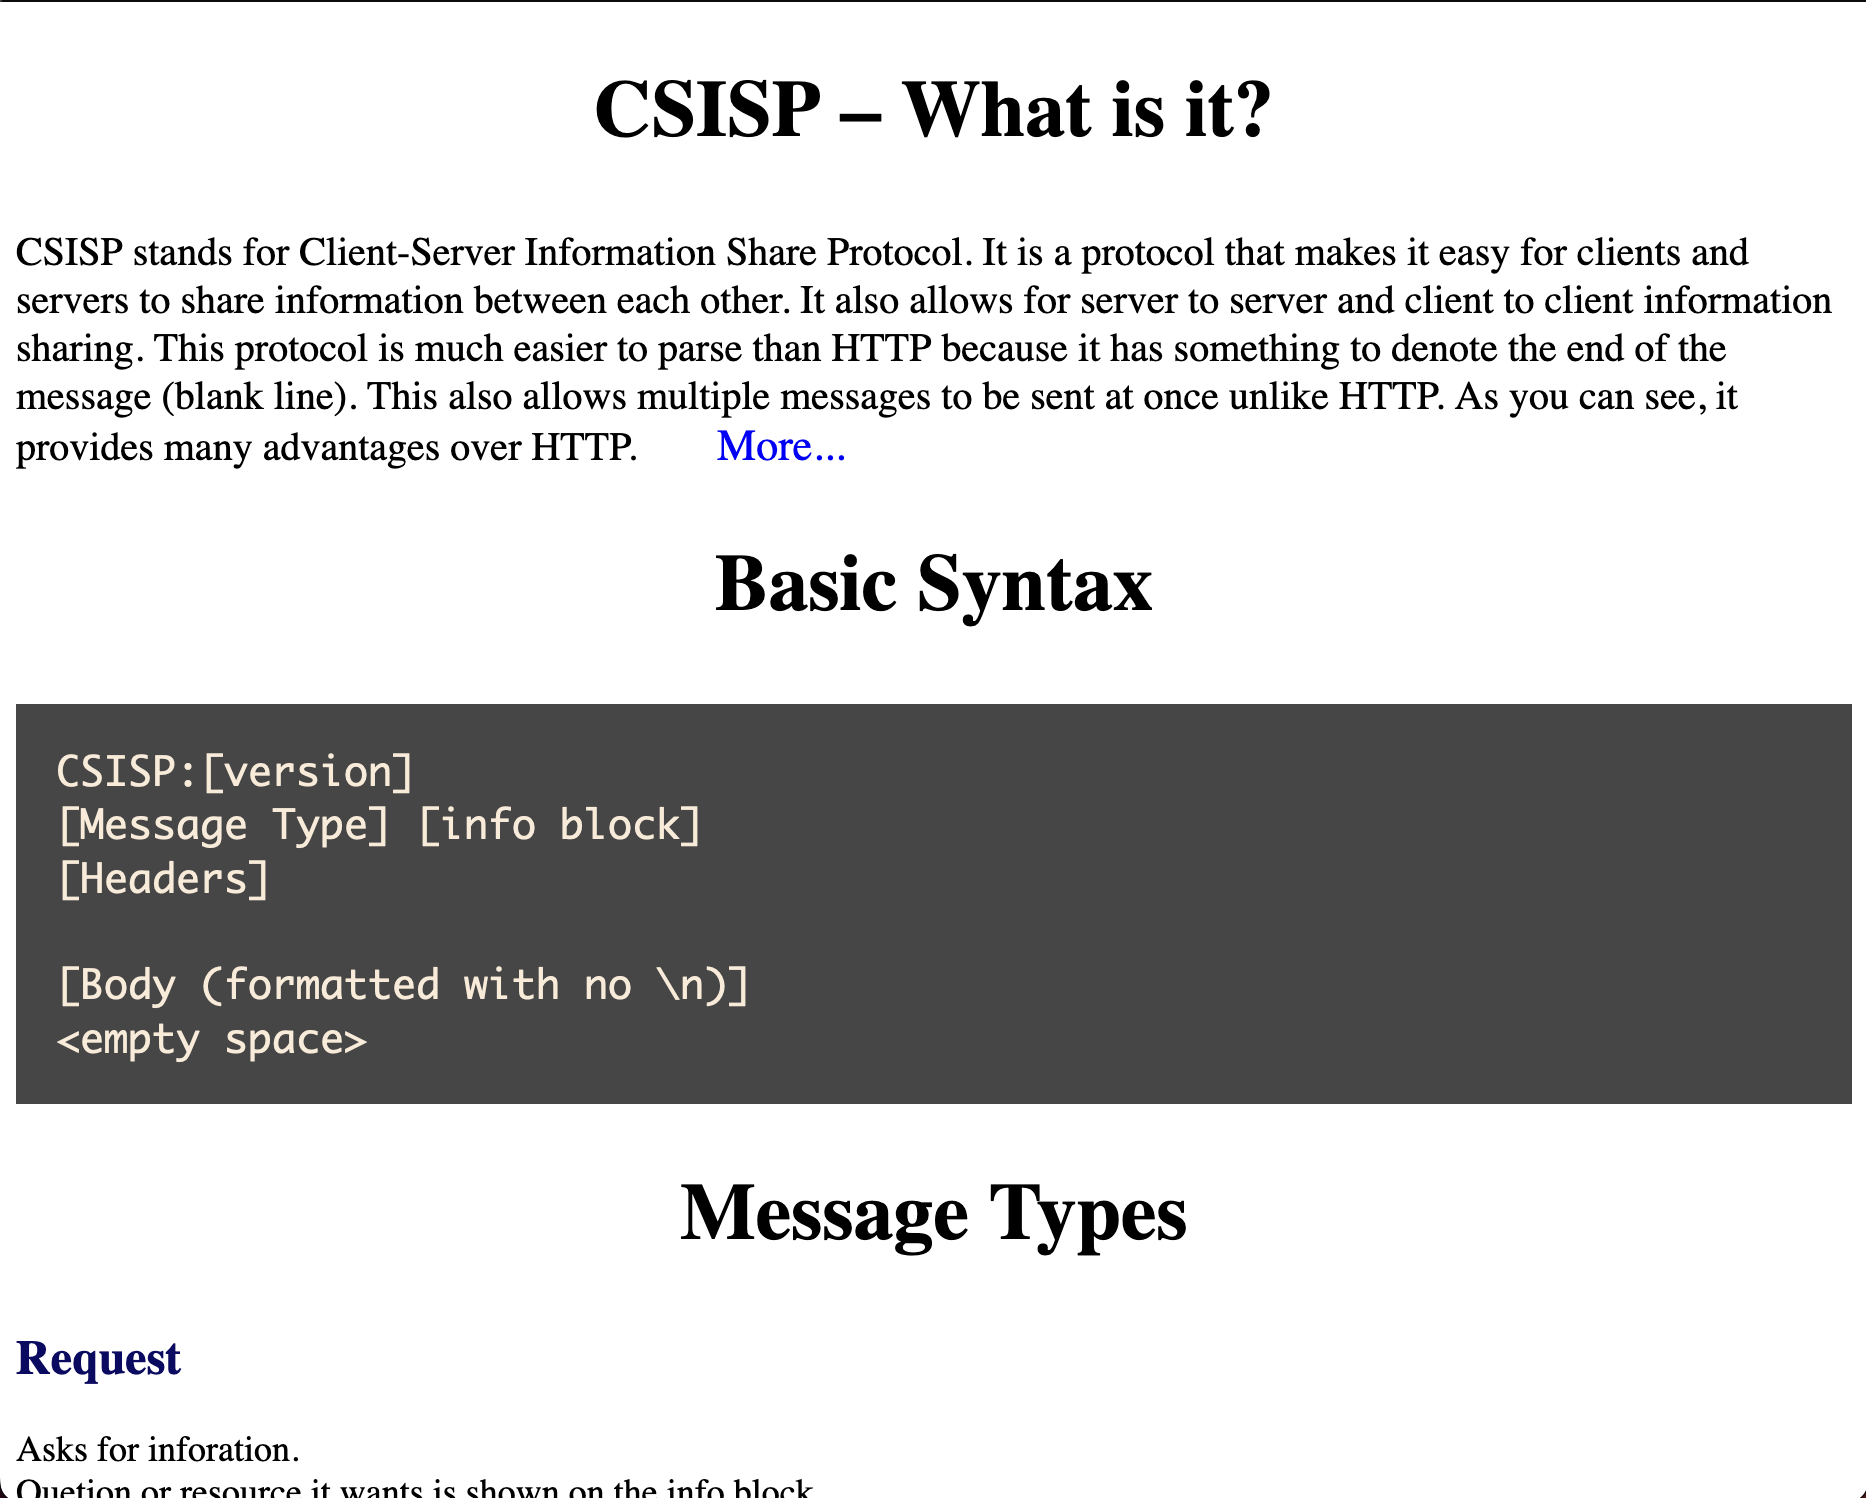 CSISP – What is it?
CSISP stands for Client-Server Information Share Protocol. It is a protocol that makes it easy for clients and
servers to share information between each other. It also allows for server to server and client to client information
sharing. This protocol is much easier to parse than HTTP because it has something to denote the end of the
message (blank line). This also allows multiple messages to be sent at once unlike HTTP. As you can see, it
provides many advantages over HTTP. More...
Basic Syntax
CSISP:[version]
[Message Type] [info block]
[Headers]
[Body (formatted with no \n)]
<empty space>
Message Types
Request
Asks for inforation.
Quetion or resource it wants is shown on the info block